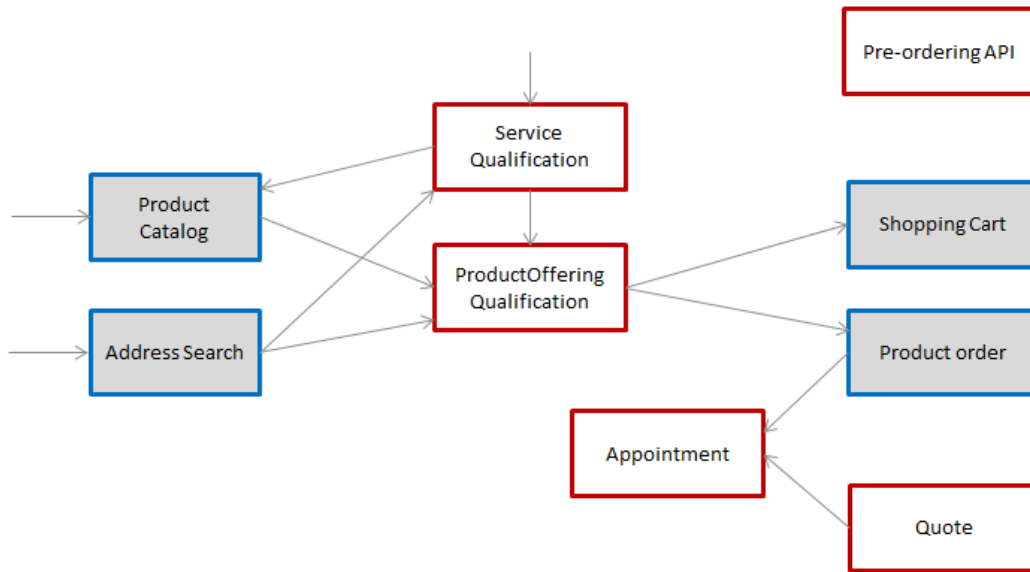 Pre-ordering API
Service
Qualification
Product
Catalog
Shopping Cart
ProductOffering
Qualification
Address Search
Product order
Appointment
Quote